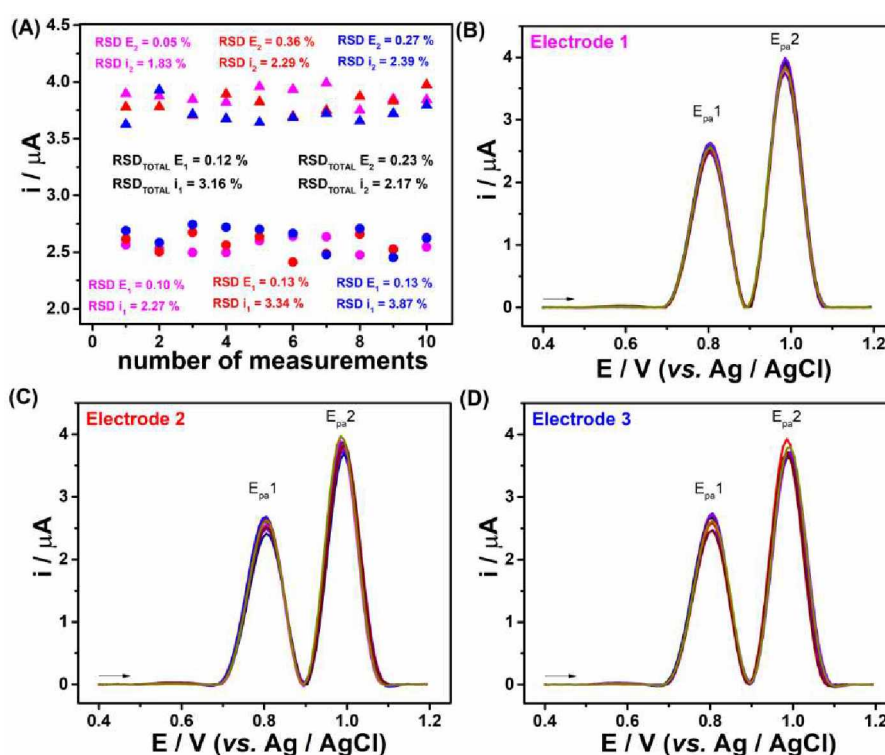 (A)
4.5
4.0
3.5
3.0
2.5
2.0
i / µA
RSD E₂ = 0.05 %
RSD i₂ = 1.83 %
RSD E₂ = 0.36 %
RSD i₂ = 2.29 %
RSD E₂ = 0.27 %
RSD i₂ = 2.39 %
RSD_TOTAL E₁ = 0.12 %
RSD_TOTAL i₁ = 3.16 %
RSD_TOTAL E₂ = 0.23 %
RSD_TOTAL i₂ = 2.17 %
RSD E₁ = 0.10 %
RSD i₁ = 2.27 %
RSD E₁ = 0.13 %
RSD i₁ = 3.34 %
RSD E₁ = 0.13 %
RSD i₁ = 3.87 %
0 2 4 6 8 10
number of measurements
(B)
Electrode 1
Eₚₐ1
Eₚₐ2
4
3
2
1
0
i / µA
0.4 0.6 0.8 1.0 1.2
E / V (vs. Ag / AgCl)
(C)
Electrode 2
Eₚₐ1
Eₚₐ2
4
3
2
1
0
i / µA
0.4 0.6 0.8 1.0 1.2
E / V (vs. Ag / AgCl)
(D)
Electrode 3
Eₚₐ1
Eₚₐ2
4
3
2
1
0
i / µA
0.4 0.6 0.8 1.0 1.2
E / V (vs. Ag / AgCl)